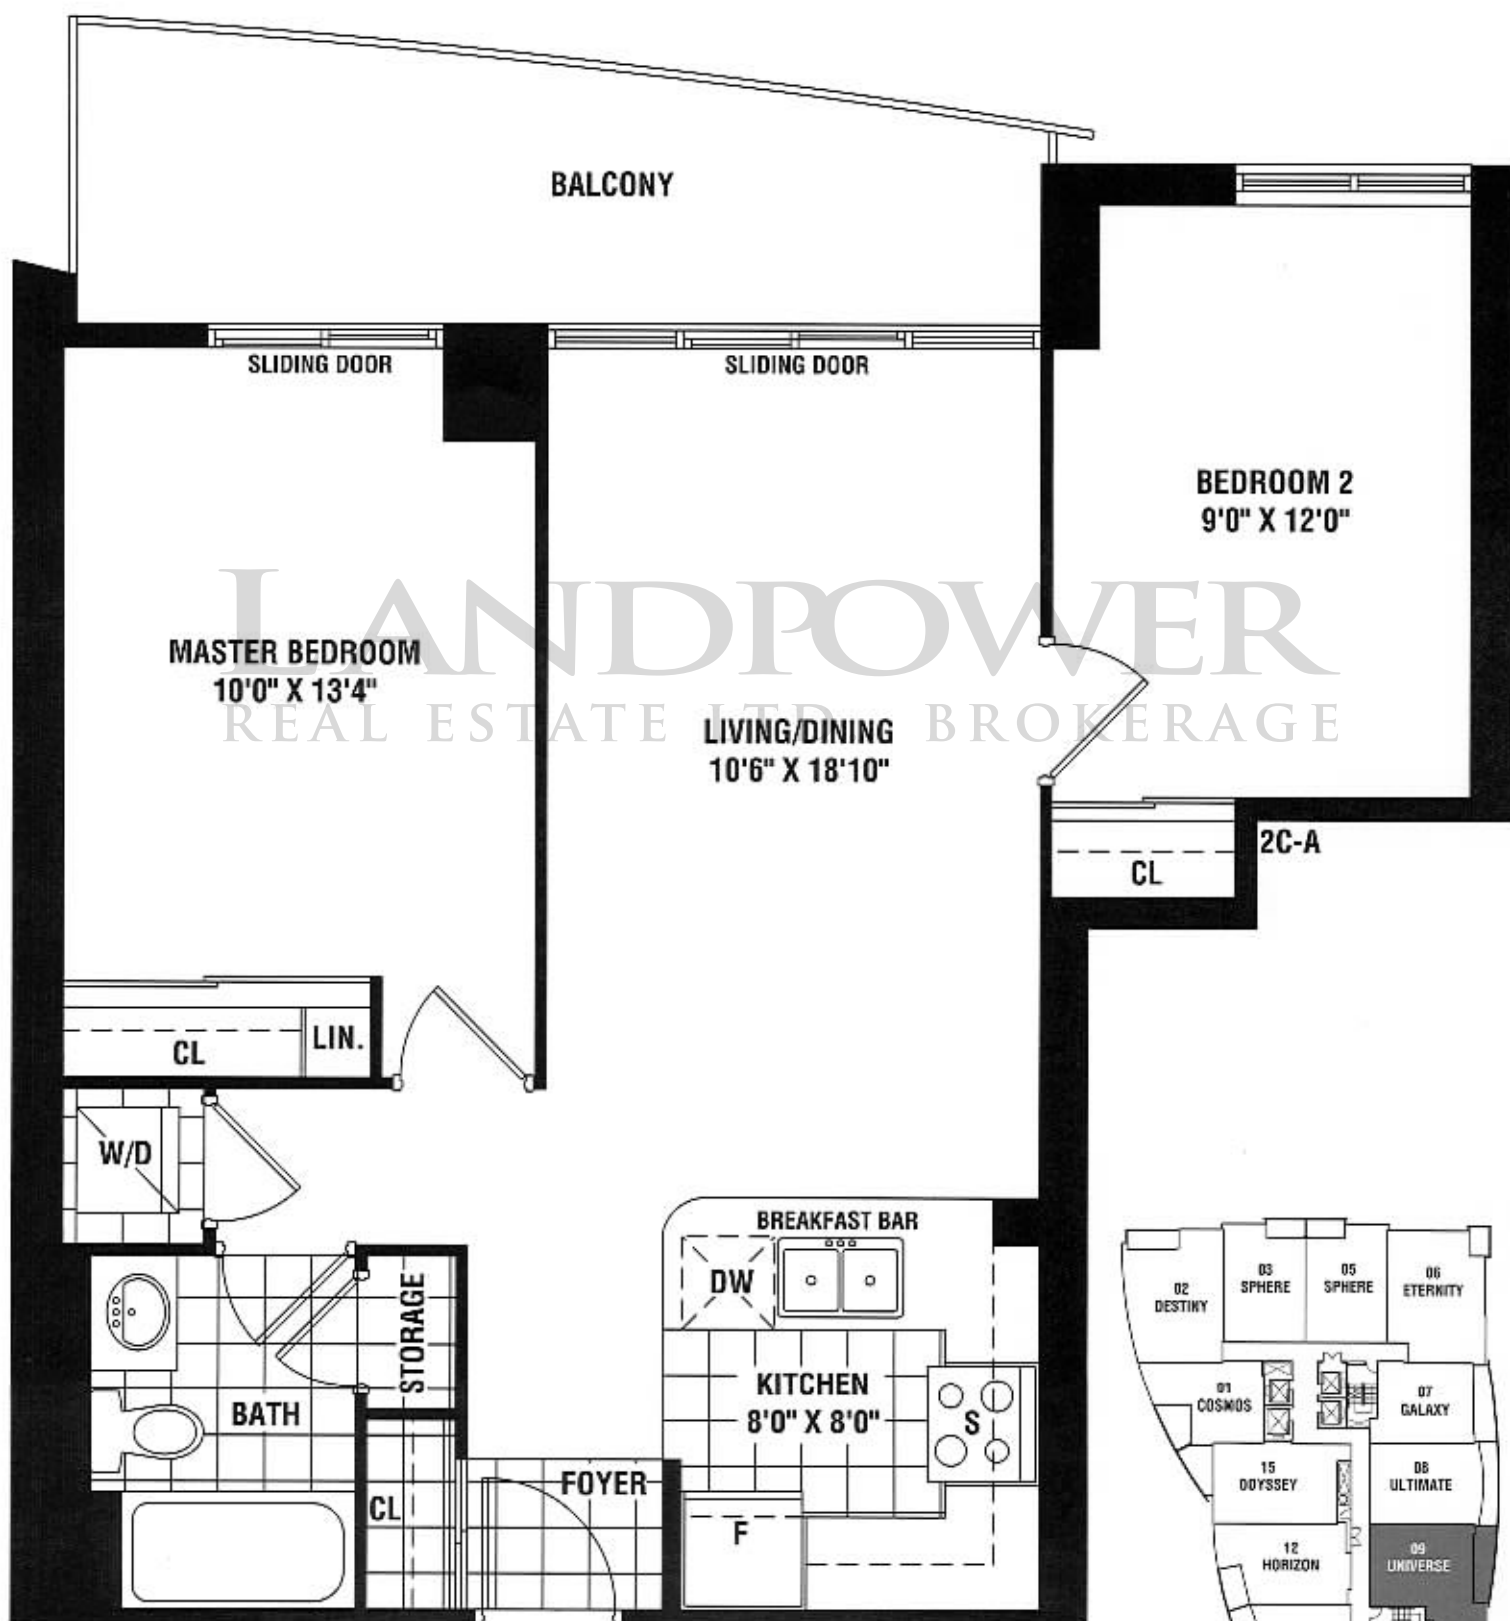 BALCONY
SLIDING DOOR
SLIDING DOOR
BEDROOM 2
9'0" X 12'0"
LANDPOWER
REAL ESTATE LTD. BROKERAGE
MASTER BEDROOM
10'0" X 13'4"
LIVING/DINING
10'6" X 18'10"
2C-A
CL
CL
LIN.
W/D
BREAKFAST BAR
DW
STORAGE
KITCHEN
8'0" X 8'0"
S
BATH
FOYER
CL
F
02
DESTINY
03
SPHERE
05
SPHERE
06
ETERNITY
01
COSMOS
07
GALAXY
15
ODYSSEY
08
ULTIMATE
12
HORIZON
09
UNIVERSE